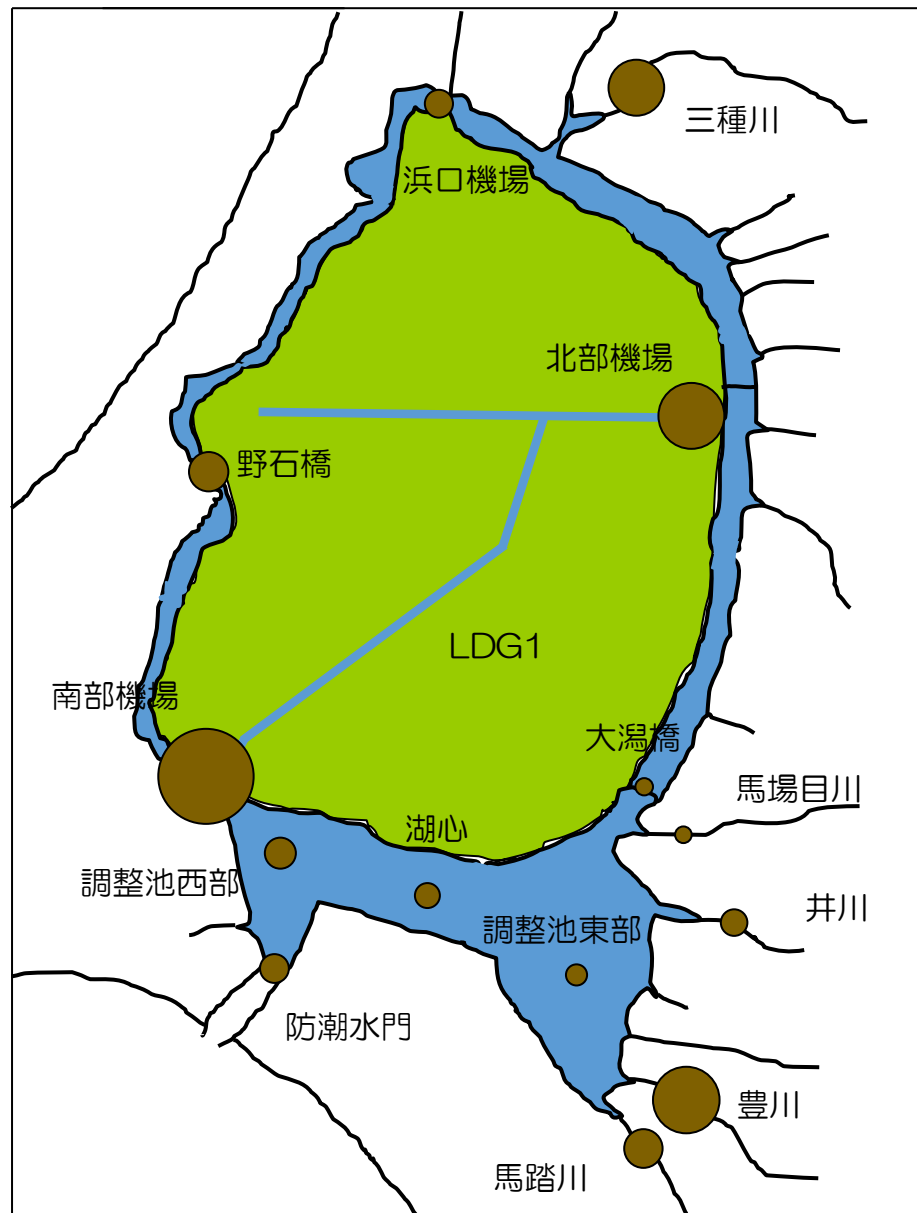 三種川
浜口機場
北部機場
野石橋
LDG1
南部機場
大潟橋
馬場目川
湖心
調整池西部
井川
調整池東部
防潮水門
豊川
馬踏川